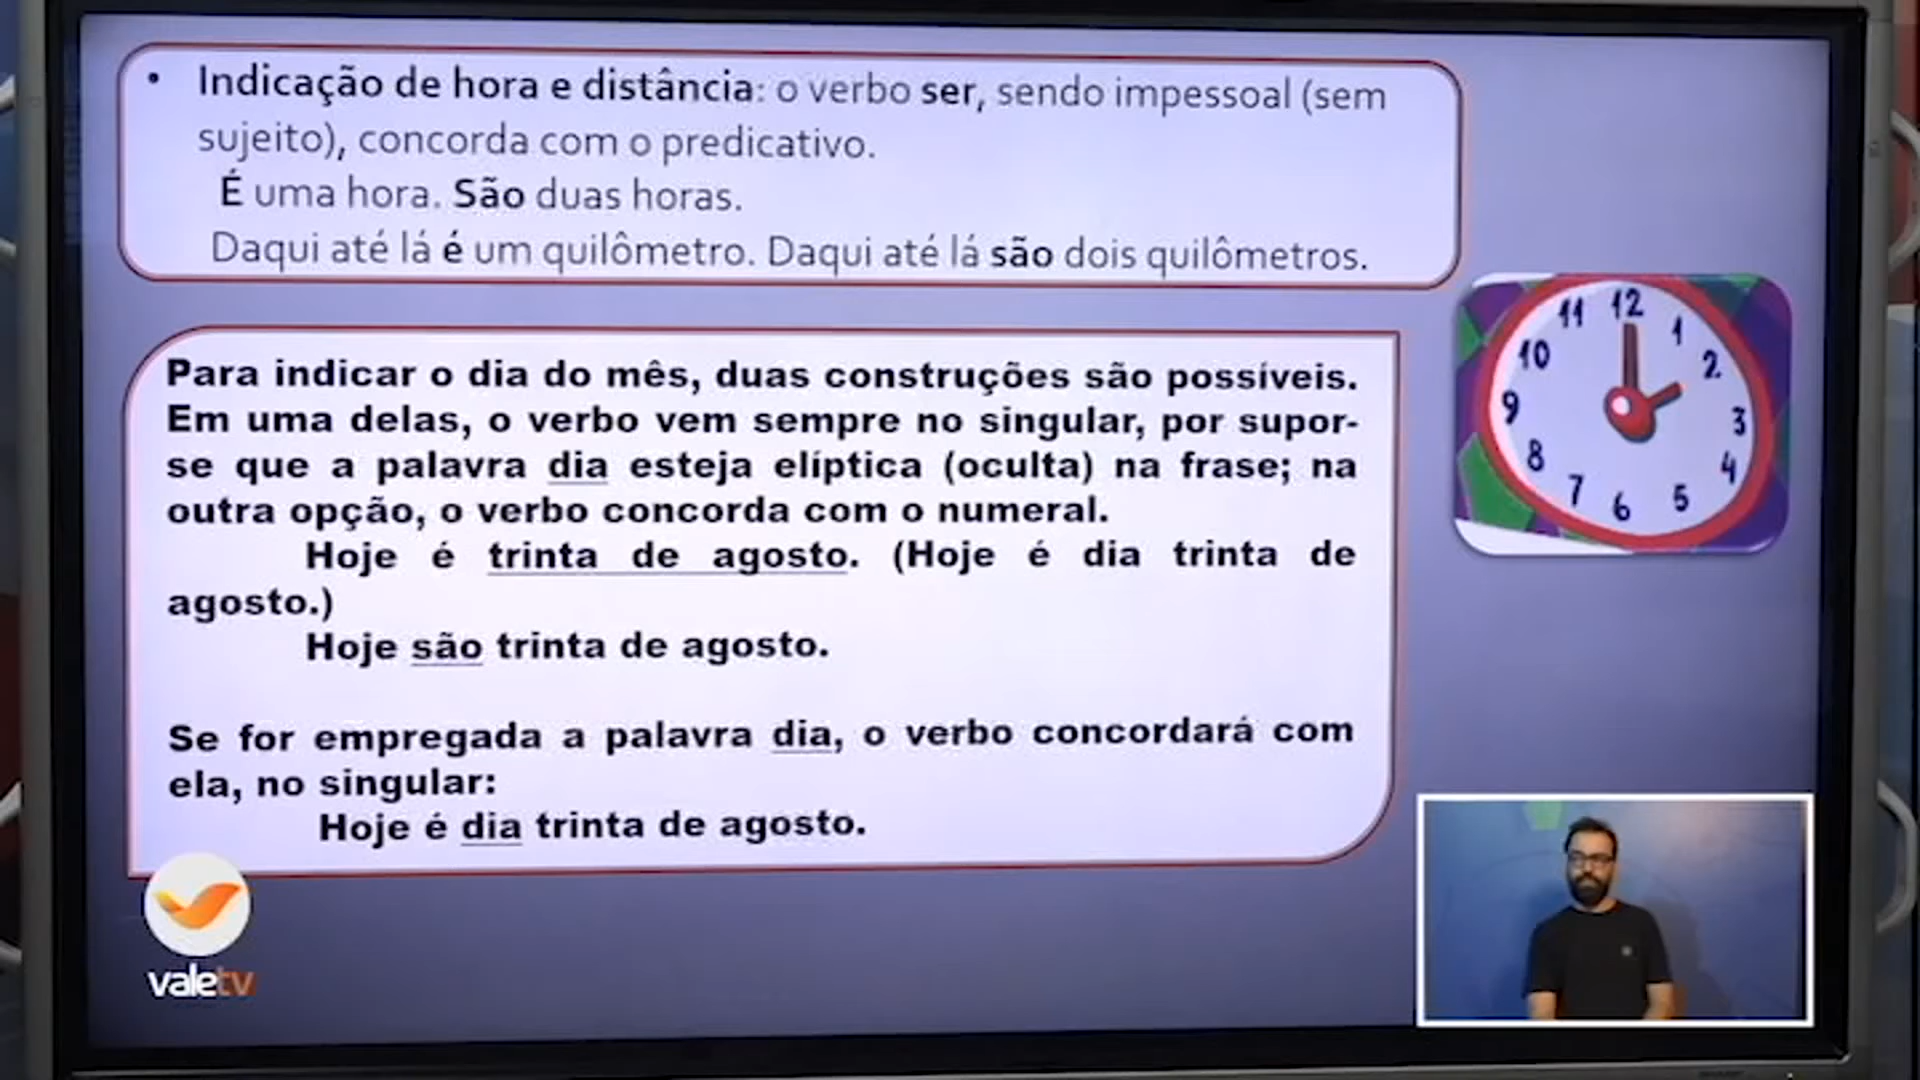 • Indicação de hora e distância: o verbo ser, sendo impessoal (sem
sujeito), concorda com o predicativo.
É uma hora. São duas horas.
Daqui até lá é um quilômetro. Daqui até lá são dois quilômetros.
Para indicar o dia do mês, duas construções são possíveis.
Em uma delas, o verbo vem sempre no singular, por supor-
se que a palavra dia esteja elíptica (oculta) na frase; na
outra opção, o verbo concorda com o numeral.
Hoje é trinta de agosto. (Hoje é dia trinta de
agosto.)
Hoje são trinta de agosto.
Se for empregada a palavra dia, o verbo concordará com
ela, no singular:
Hoje é dia trinta de agosto.
11 12 1
10 2
9 3
8 4
7 6 5
valetv